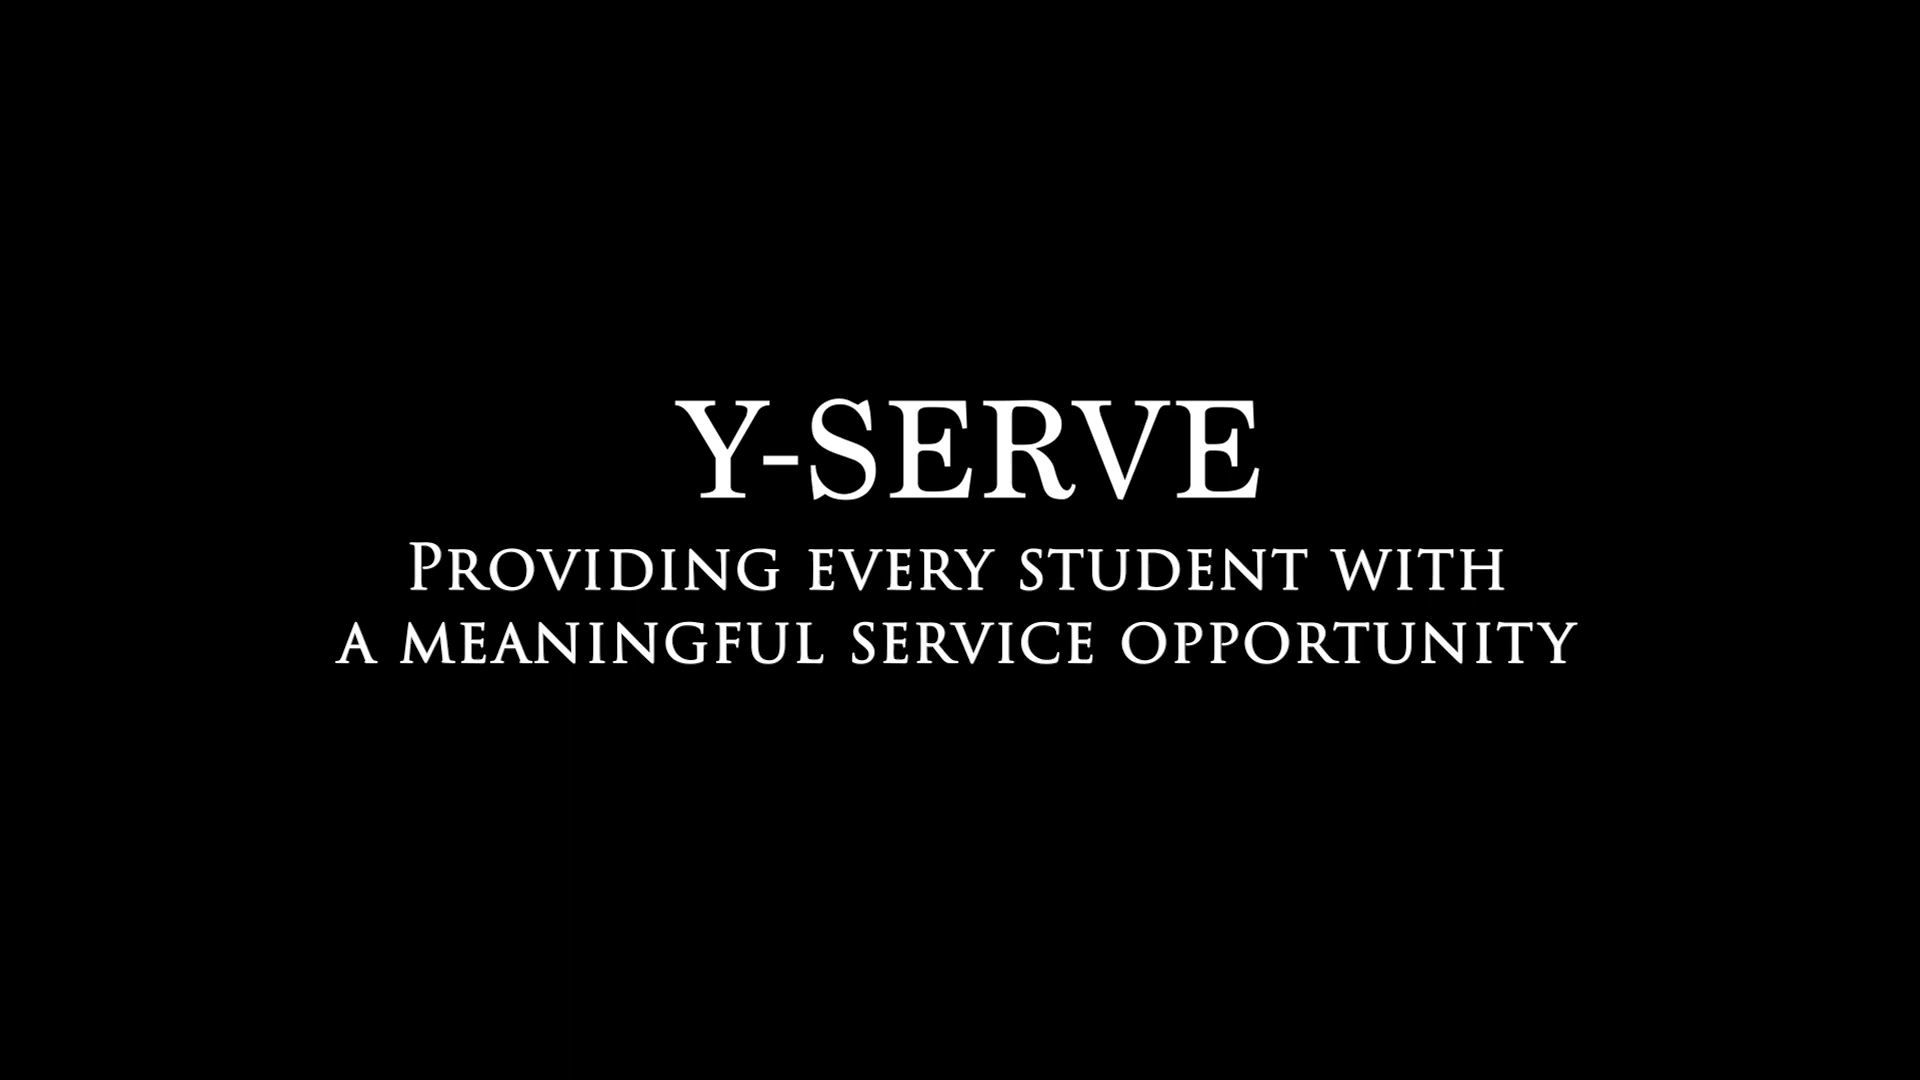 Y-SERVE
PROVIDING EVERY STUDENT WITH
A MEANINGFUL SERVICE OPPORTUNITY